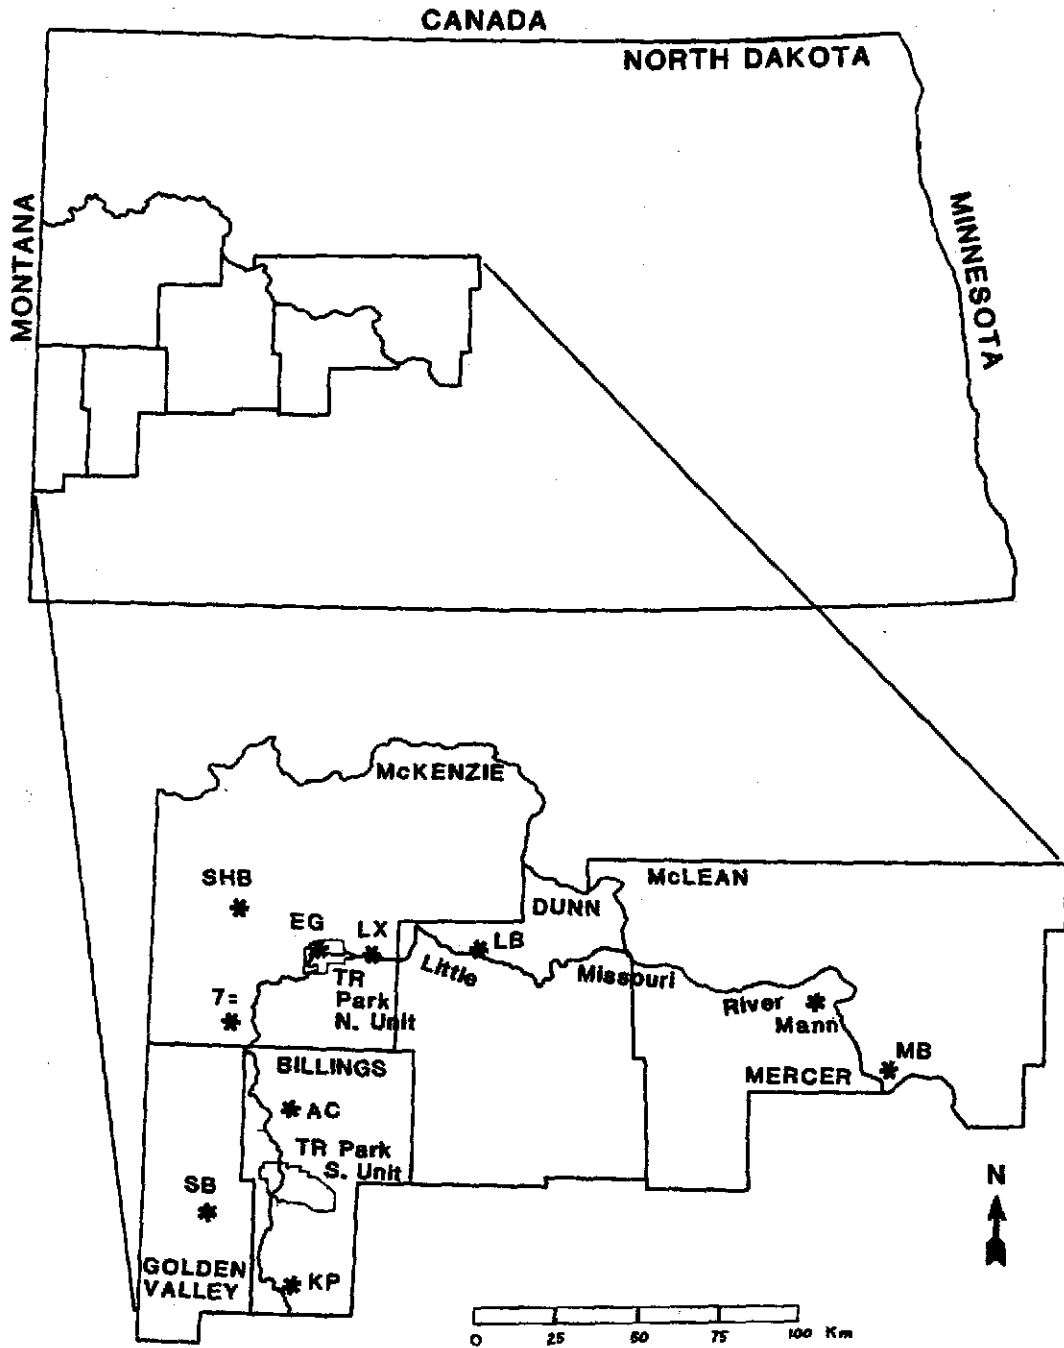 CANADA
NORTH DAKOTA
MONTANA
MINNESOTA
McKENZIE
SHB
McLEAN
DUNN
EG
LX
LB
Little
Missouri
TR
Park
N. Unit
7=
River
Mann
MB
BILLINGS
MERCER
AC
TR Park
S. Unit
SB
N
GOLDEN
VALLEY
KP
0 25 50 75 100 Km